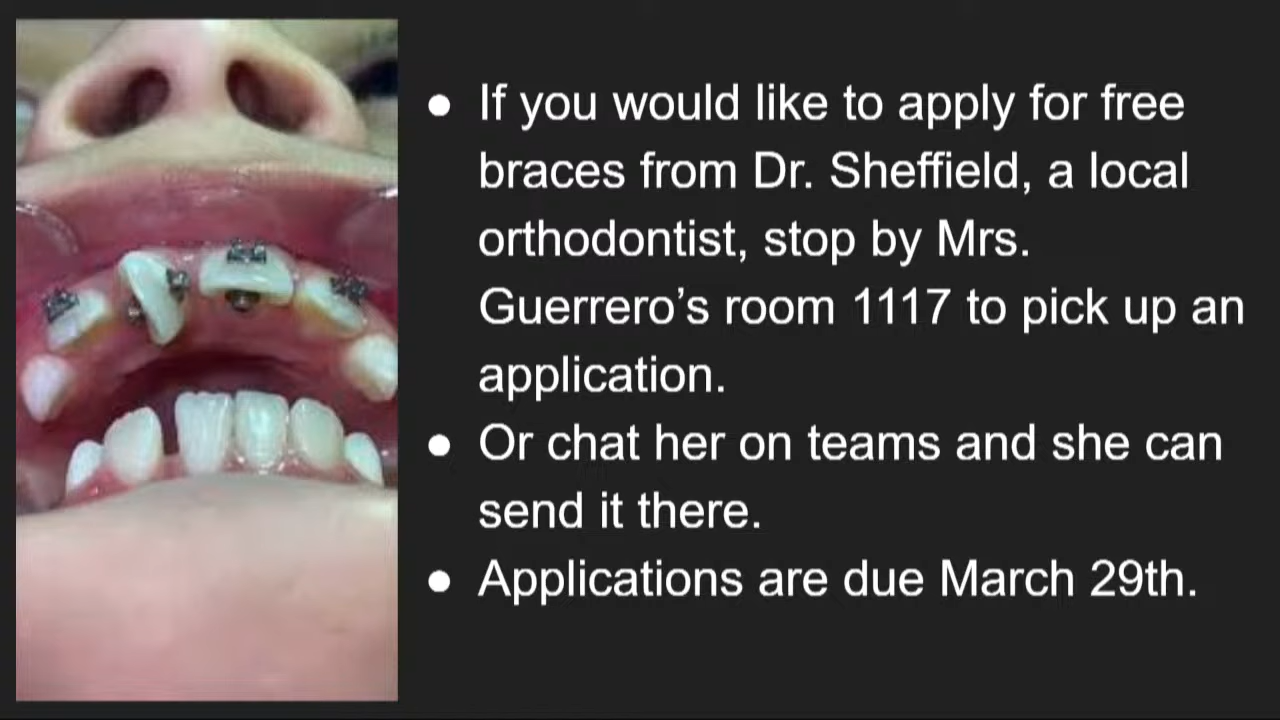 ● If you would like to apply for free
braces from Dr. Sheffield, a local
orthodontist, stop by Mrs.
Guerrero’s room 1117 to pick up an
application.
● Or chat her on teams and she can
send it there.
● Applications are due March 29th.